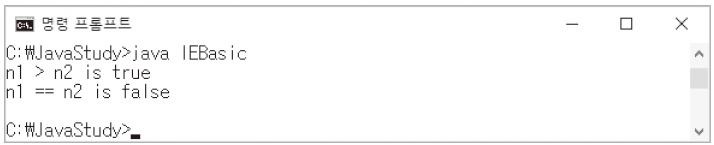 명령 프롬프트
C:₩JavaStudy>java IEBasic
n1 > n2 is true
n1 == n2 is false
C:₩JavaStudy>